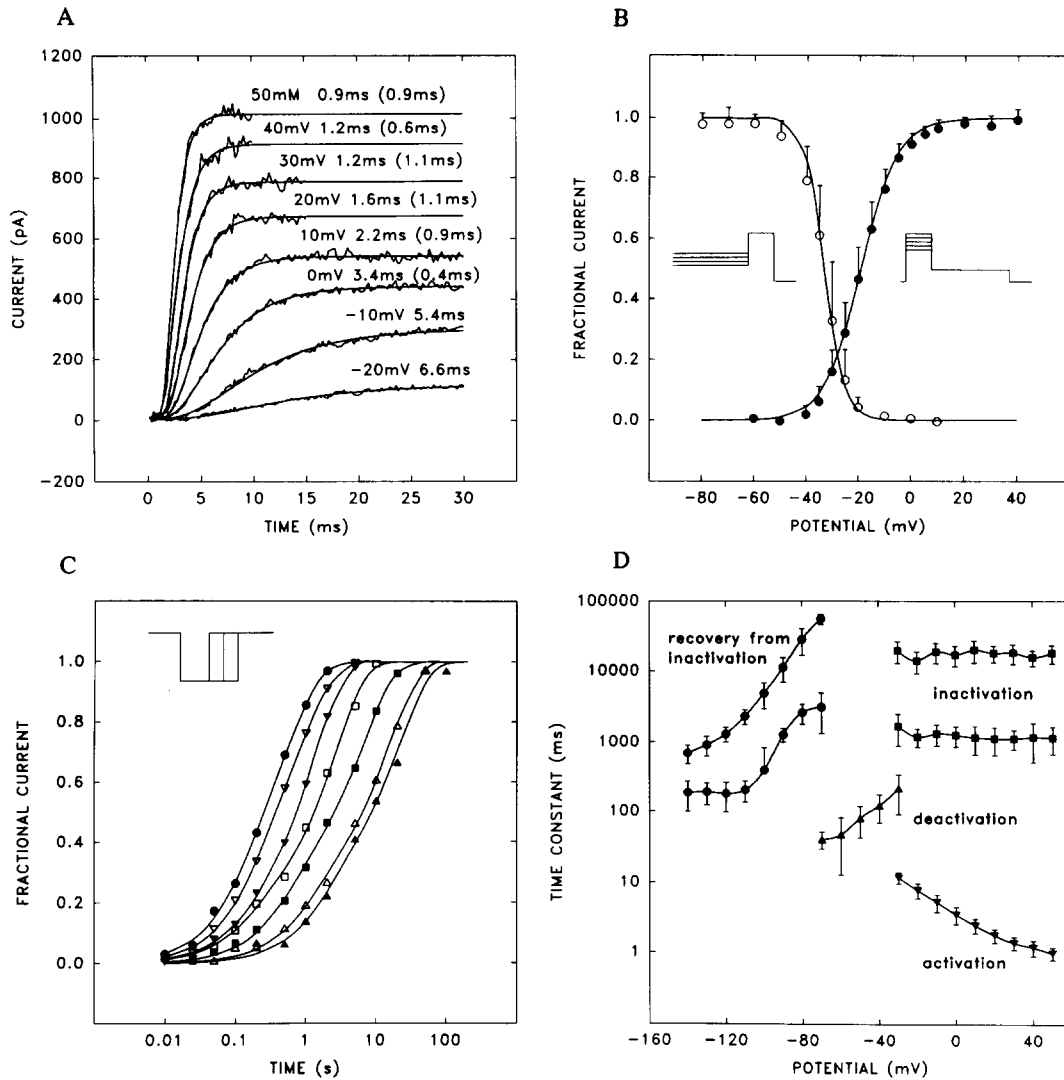 A
1200
1000
800
600
400
200
0
−200
CURRENT (pA)
50mM 0.9ms (0.9ms)
40mV 1.2ms (0.6ms)
30mV 1.2ms (1.1ms)
20mV 1.6ms (1.1ms)
10mV 2.2ms (0.9ms)
0mV 3.4ms (0.4ms)
−10mV 5.4ms
−20mV 6.6ms
0 5 10 15 20 25 30
TIME (ms)
B
1.0
0.8
0.6
0.4
0.2
0.0
FRACTIONAL CURRENT
−80 −60 −40 −20 0 20 40
POTENTIAL (mV)
C
1.0
0.8
0.6
0.4
0.2
0.0
FRACTIONAL CURRENT
0.01 0.1 1 10 100
TIME (s)
D
100000
10000
1000
100
10
1
TIME CONSTANT (ms)
recovery from
inactivation
inactivation
deactivation
activation
−160 −120 −80 −40 0 40
POTENTIAL (mV)